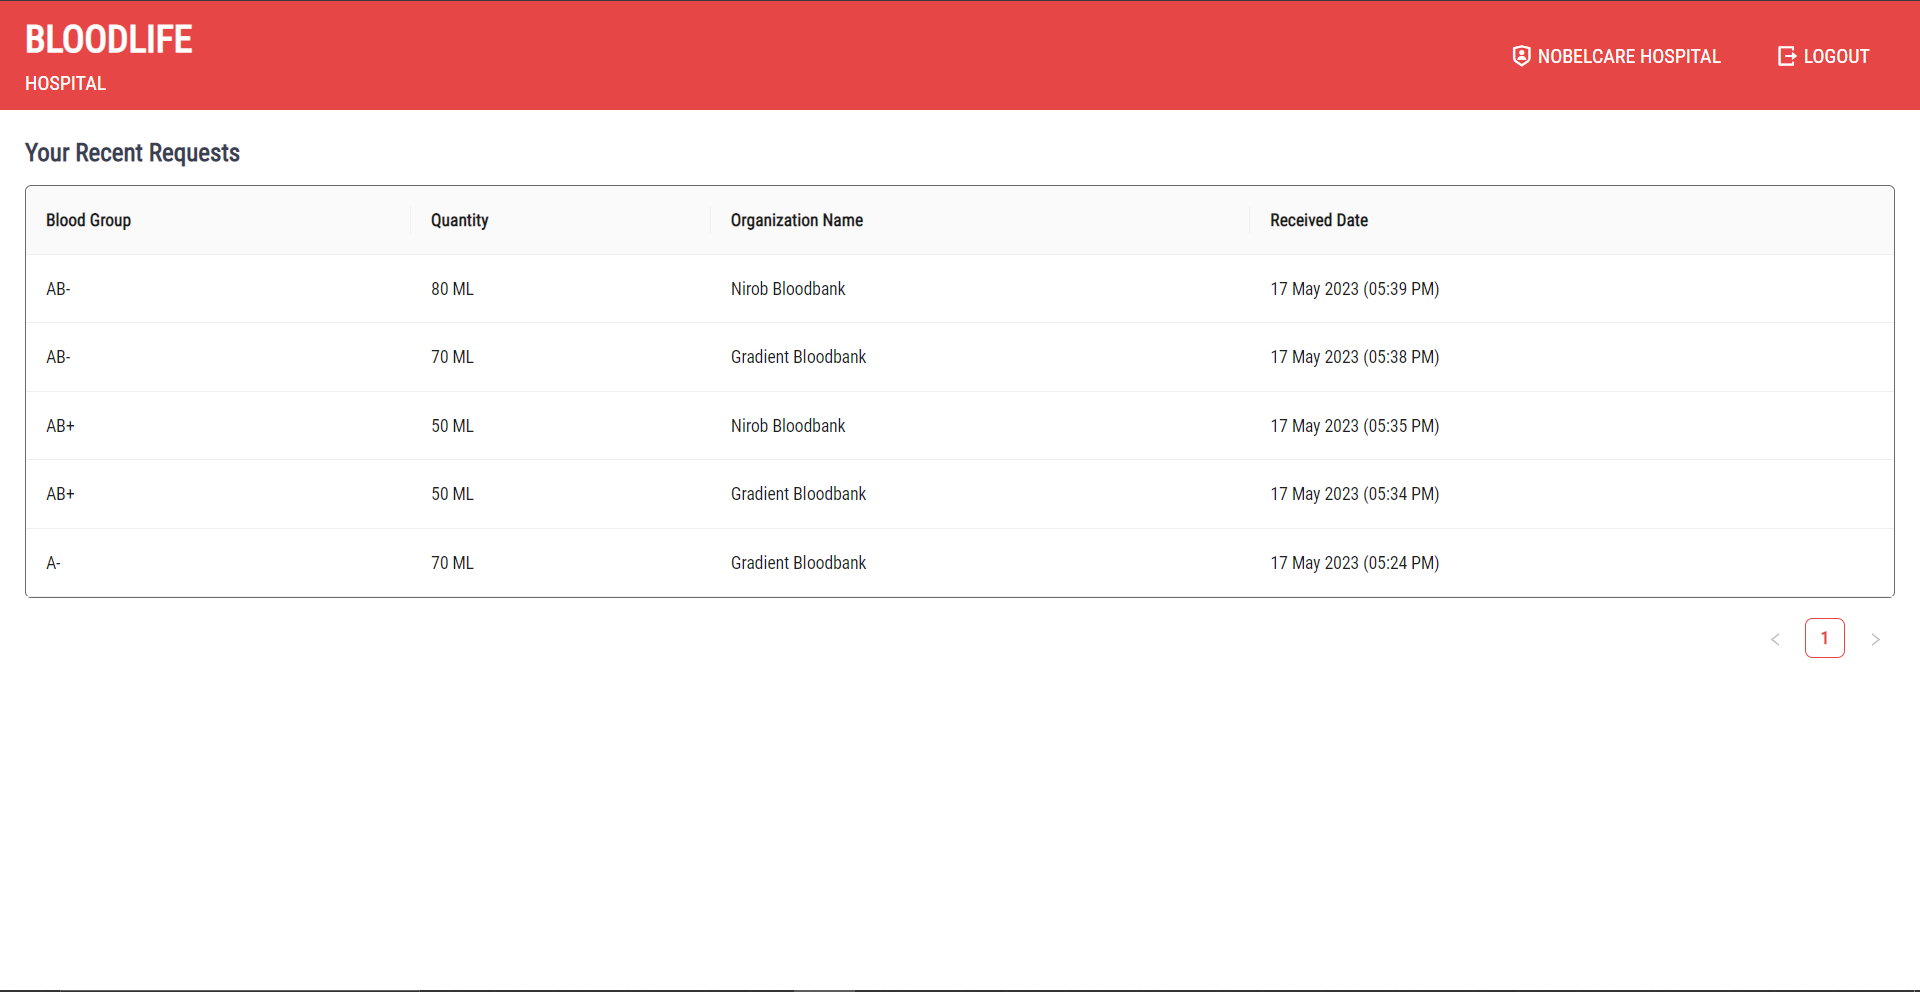 BLOODLIFE
HOSPITAL
NOBELCARE HOSPITAL LOGOUT
Your Recent Requests
Blood Group Quantity Organization Name Received Date
AB- 80 ML Nirob Bloodbank 17 May 2023 (05:39 PM)
AB- 70 ML Gradient Bloodbank 17 May 2023 (05:38 PM)
AB+ 50 ML Nirob Bloodbank 17 May 2023 (05:35 PM)
AB+ 50 ML Gradient Bloodbank 17 May 2023 (05:34 PM)
A- 70 ML Gradient Bloodbank 17 May 2023 (05:24 PM)
1